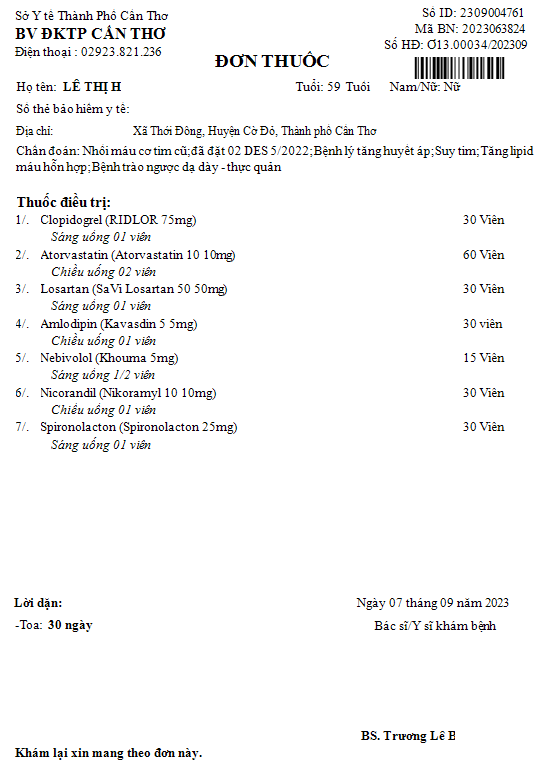 Sở Y tế Thành Phố Cần Thơ
Số ID: 2309004761
BV ĐKTP CẦN THƠ
Mã BN: 2023063824
Điện thoại : 02923.821.236
Số HĐ: Ơ13.00034/202309
ĐƠN THUỐC
Họ tên: LÊ THỊ H Tuổi: 59 Tuổi Nam/Nữ: Nữ
Số thẻ bảo hiểm y tế:
Địa chỉ: Xã Thới Đông, Huyện Cờ Đỏ, Thành phố Cần Thơ
Chẩn đoán: Nhồi máu cơ tim cũ;đã đặt 02 DES 5/2022;Bệnh lý tăng huyết áp;Suy tim;Tăng lipid
máu hỗn hợp;Bệnh trào ngược dạ dày - thực quản
Thuốc điều trị:
1/. Clopidogrel (RIDLOR 75mg) 30 Viên
Sáng uống 01 viên
2/. Atorvastatin (Atorvastatin 10 10mg) 60 Viên
Chiều uống 02 viên
3/. Losartan (SaVi Losartan 50 50mg) 30 Viên
Sáng uống 01 viên
4/. Amlodipin (Kavasdin 5 5mg) 30 viên
Chiều uống 01 viên
5/. Nebivolol (Khouma 5mg) 15 Viên
Sáng uống 1/2 viên
6/. Nicorandil (Nikoramyl 10 10mg) 30 Viên
Chiều uống 01 viên
7/. Spironolacton (Spironolacton 25mg) 30 Viên
Sáng uống 01 viên
Lời dặn:
Ngày 07 tháng 09 năm 2023
-Toa: 30 ngày
Bác sĩ/Y sĩ khám bệnh
BS. Trương Lê B
Khám lại xin mang theo đơn này.